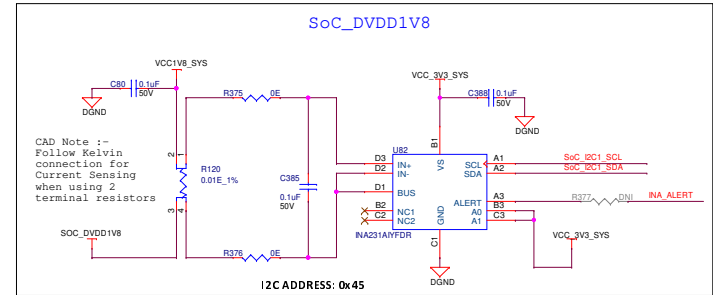 SoC_DVDD1V8
VCC1V8_SYS
VCC_3V3_SYS
C80
0.1uF
50V
DGND
R375
0E
C388
0.1uF
50V
DGND
CAD Note :-
Follow Kelvin
connection for
Current Sensing
when using 2
terminal resistors
2
1
R120
0.01E_1%
3
4
C385
0.1uF
50V
U82
B1
D3
IN+
VS
SCL
A1
SoC_I2C1_SCL
D2
IN-
SDA
A2
SoC_I2C1_SDA
D1
BUS
ALERT
A3
R377
DNI
INA_ALERT
B2
NC1
A0
B3
C2
NC2
GND
A1
C3
INA231AIYFDR
C1
VCC_3V3_SYS
SOC_DVDD1V8
R376
0E
DGND
I2C ADDRESS: 0x45